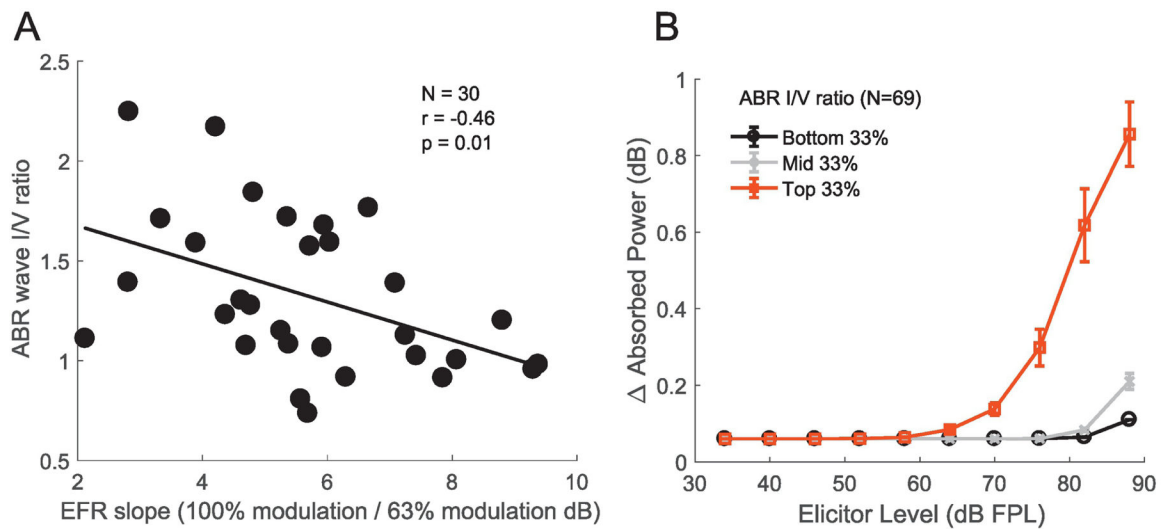 A
2.5
2
1.5
1
0.5
2
4
6
8
10
ABR wave I/V ratio
EFR slope (100% modulation / 63% modulation dB)
N = 30
r = -0.46
p = 0.01
B
1
0.8
0.6
0.4
0.2
0
30
40
50
60
70
80
90
Δ Absorbed Power (dB)
Elicitor Level (dB FPL)
ABR I/V ratio (N=69)
Bottom 33%
Mid 33%
Top 33%